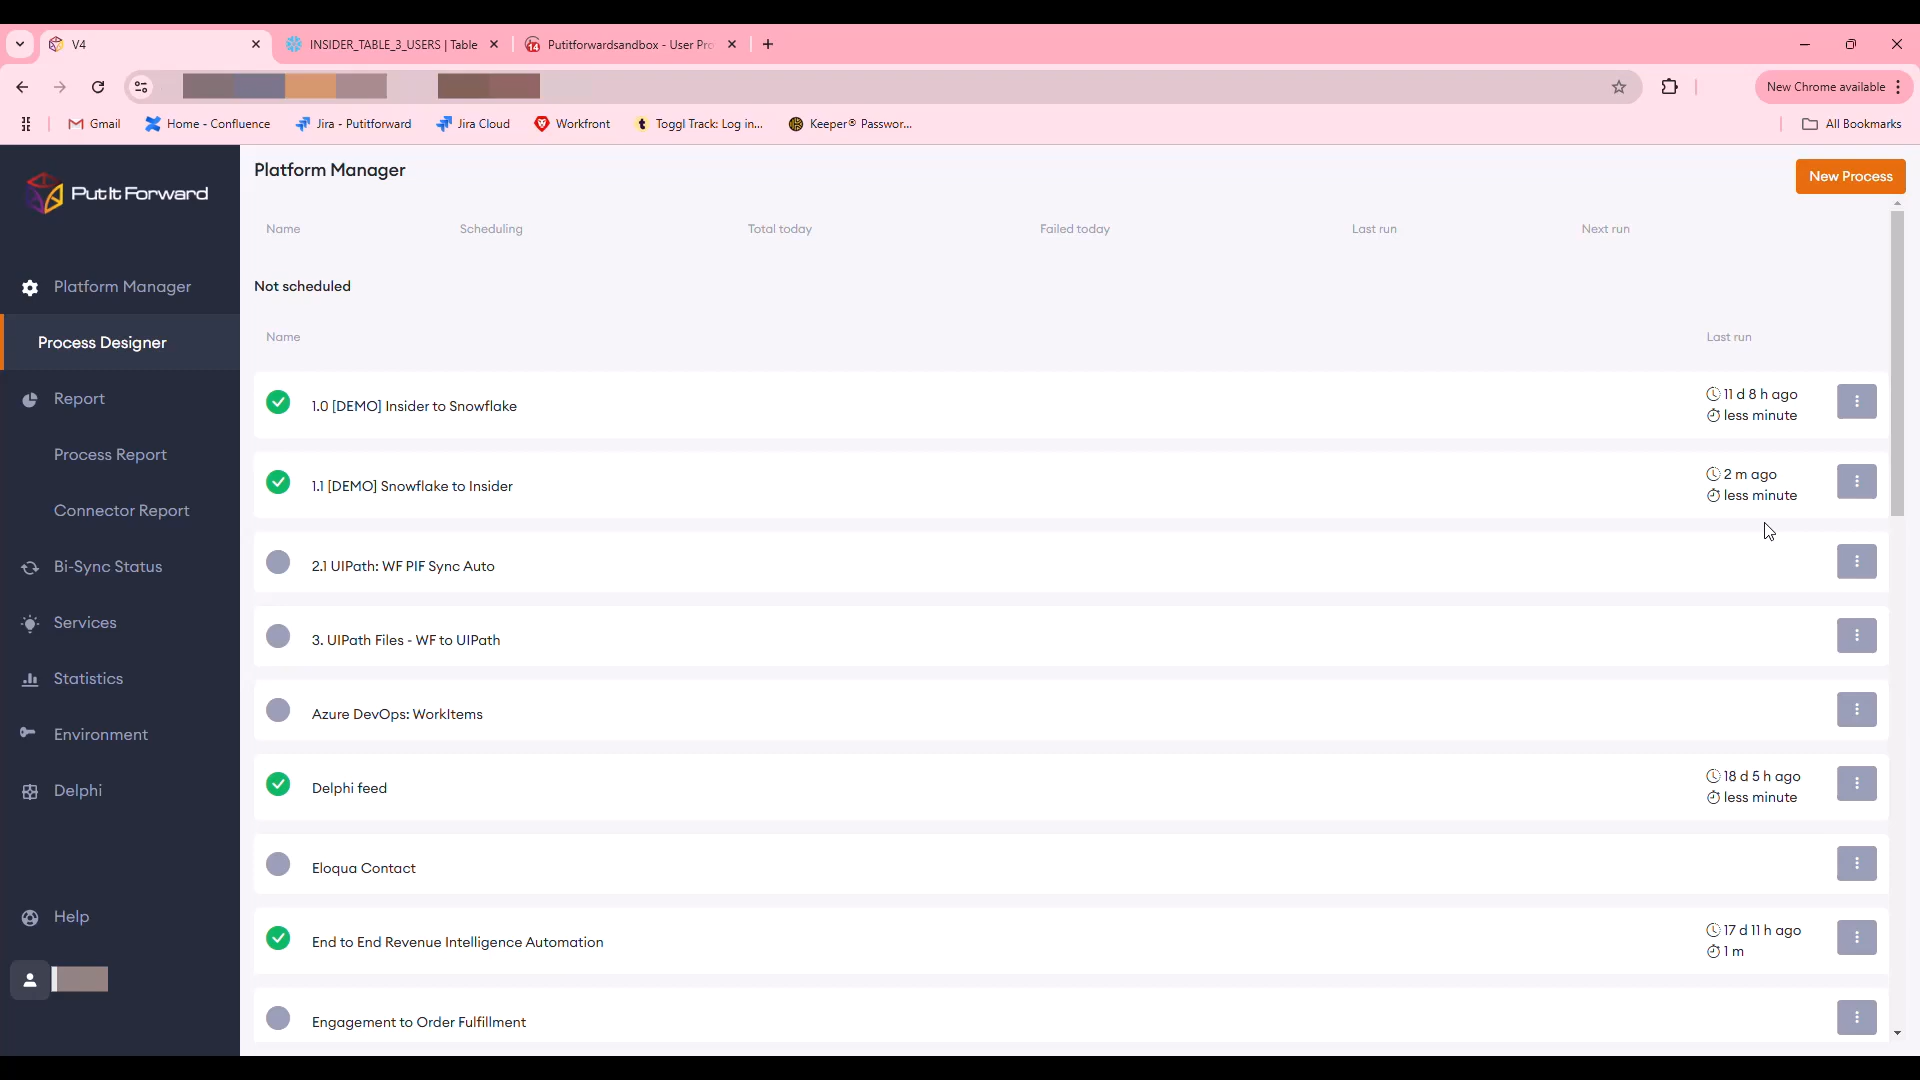 V4
INSIDER_TABLE_3_USERS | Table
14
Putitforwardsandbox - User Pro
New Chrome available
Gmail
Home - Confluence
Jira - Putitforward
Jira Cloud
Workfront
Toggl Track: Log in...
Keeper® Passwor...
All Bookmarks
PutItForward
Platform Manager
Process Designer
Report
Process Report
Connector Report
Bi-Sync Status
Services
Statistics
Environment
Delphi
Help
Platform Manager
New Process
Name Scheduling Total today Failed today Last run Next run
Not scheduled
Name Last run
1.0 [DEMO] Insider to Snowflake
11 d 8 h ago
less minute
1.1 [DEMO] Snowflake to Insider
2 m ago
less minute
2.1 UIPath: WF PIF Sync Auto
3. UIPath Files - WF to UIPath
Azure DevOps: WorkItems
Delphi feed
18 d 5 h ago
less minute
Eloqua Contact
End to End Revenue Intelligence Automation
17 d 11 h ago
1 m
Engagement to Order Fulfillment